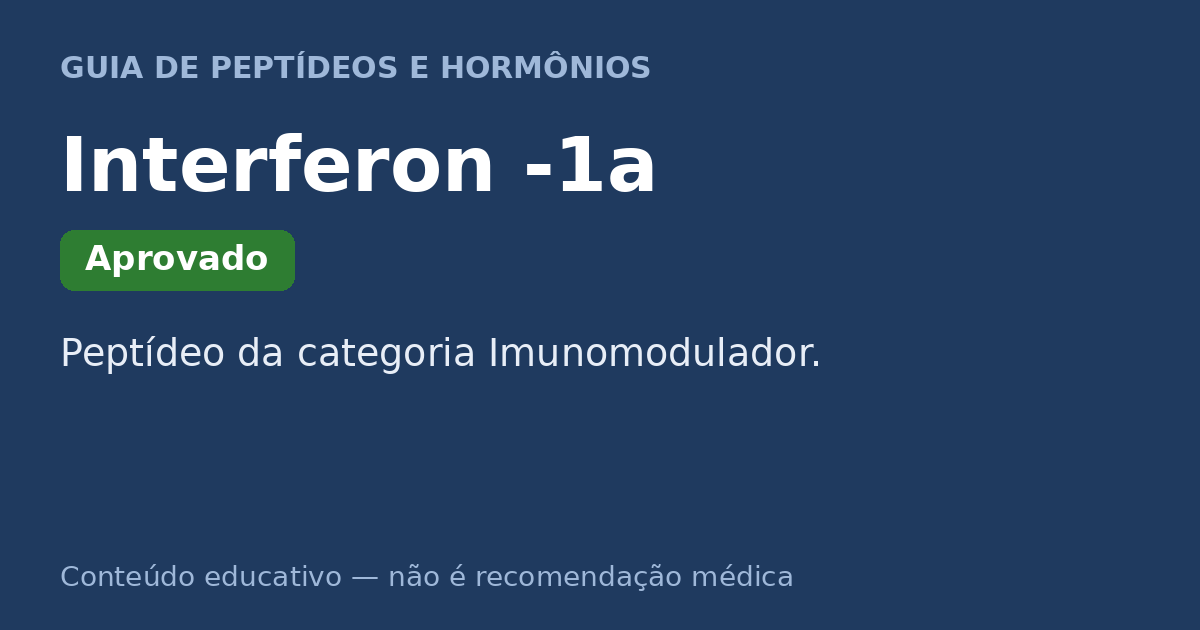 GUIA DE PEPTÍDEOS E HORMÔNIOS
Interferon -1a
Aprovado
Peptídeo da categoria Imunomodulador.
Conteúdo educativo — não é recomendação médica